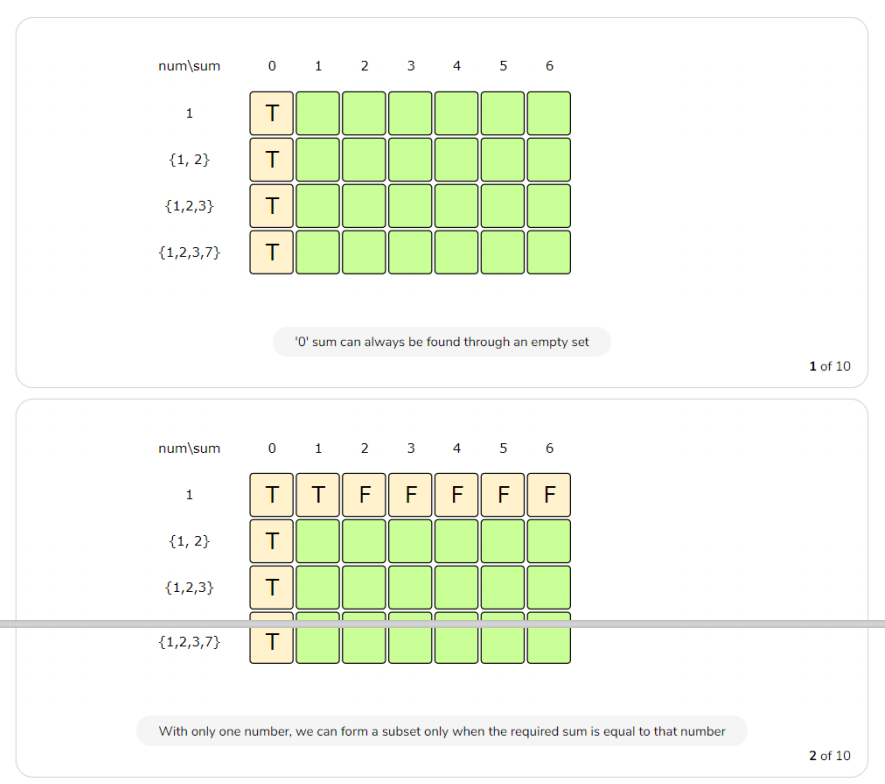 num\sum 0 1 2 3 4 5 6
1 T
{1, 2} T
{1,2,3} T
{1,2,3,7} T
'0' sum can always be found through an empty set
1 of 10
num\sum 0 1 2 3 4 5 6
1 T T F F F F F
{1, 2} T
{1,2,3} T
{1,2,3,7} T
With only one number, we can form a subset only when the required sum is equal to that number
2 of 10